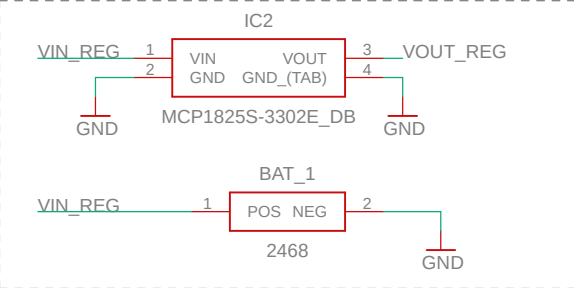 IC2
VIN_REG 1 VIN VOUT 3 VOUT_REG
2 GND GND_(TAB) 4
GND MCP1825S-3302E_DB GND
BAT_1
VIN_REG 1 POS NEG 2
2468
GND